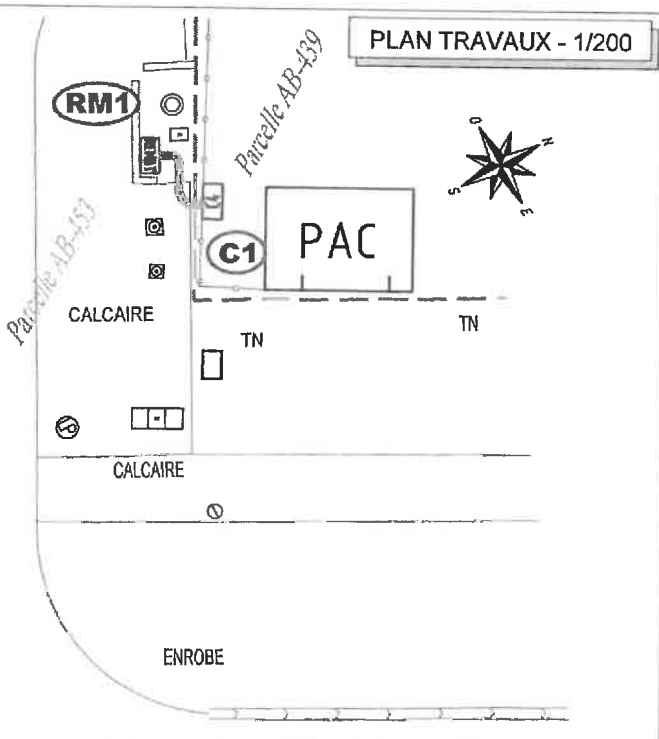 PLAN TRAVAUX - 1/200
RM1
Parcelle AB-439
O
N
S
E
C1
PAC
Parcelle AB-453
CALCAIRE
TN
TN
CALCAIRE
ENROBE